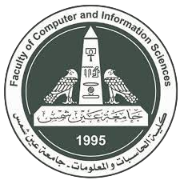 Faculty of Computer and Information Sciences
جامعة عين شمس
1995
كلية الحاسبات والمعلومات - جامعة عين شمس